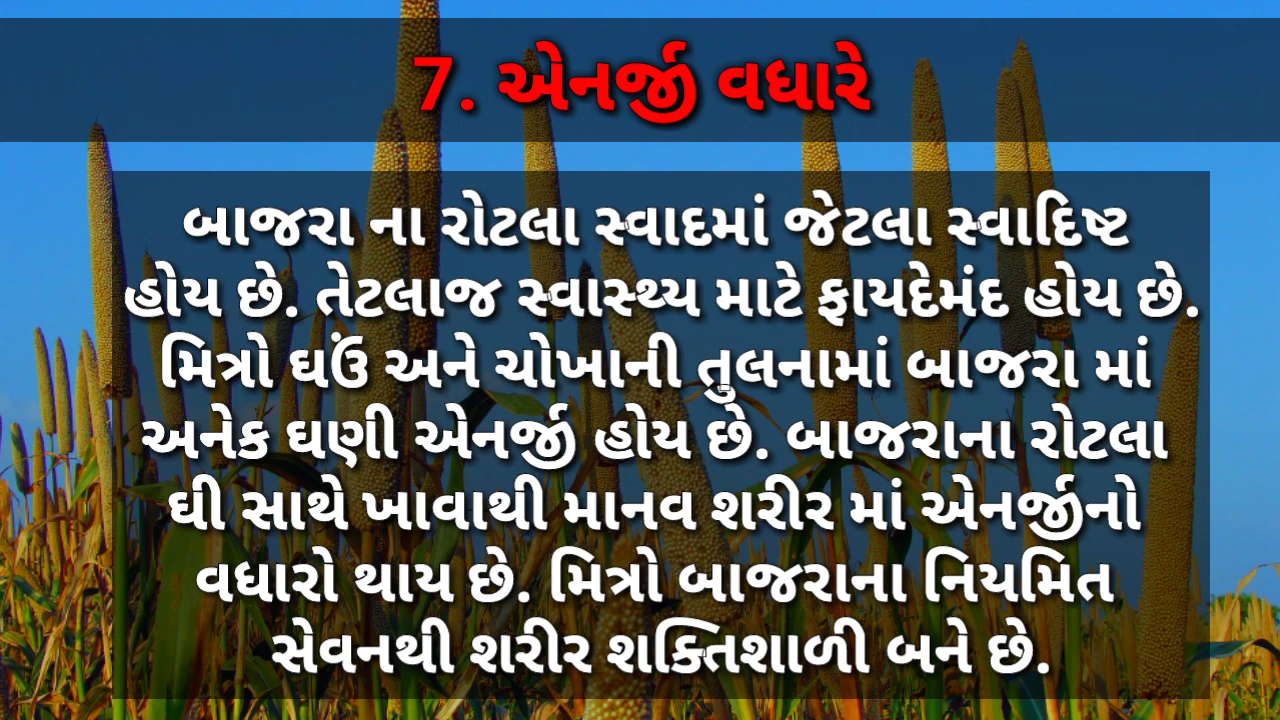 7. એનર્જી વધારે
બાજરા ના રોટલા સ્વાદમાં જેટલા સ્વાદિષ્ટ
હોય છે. તેટલાજ સ્વાસ્થ્ય માટે ફાયદેમંદ હોય છે.
મિત્રો ઘઉં અને ચોખાની તુલનામાં બાજરા માં
અનેક ઘણી એનર્જી હોય છે. બાજરાના રોટલા
ઘી સાથે ખાવાથી માનવ શરીર માં એનર્જીનો
વધારો થાય છે. મિત્રો બાજરાના નિયમિત
સેવનથી શરીર શક્તિશાળી બને છે.